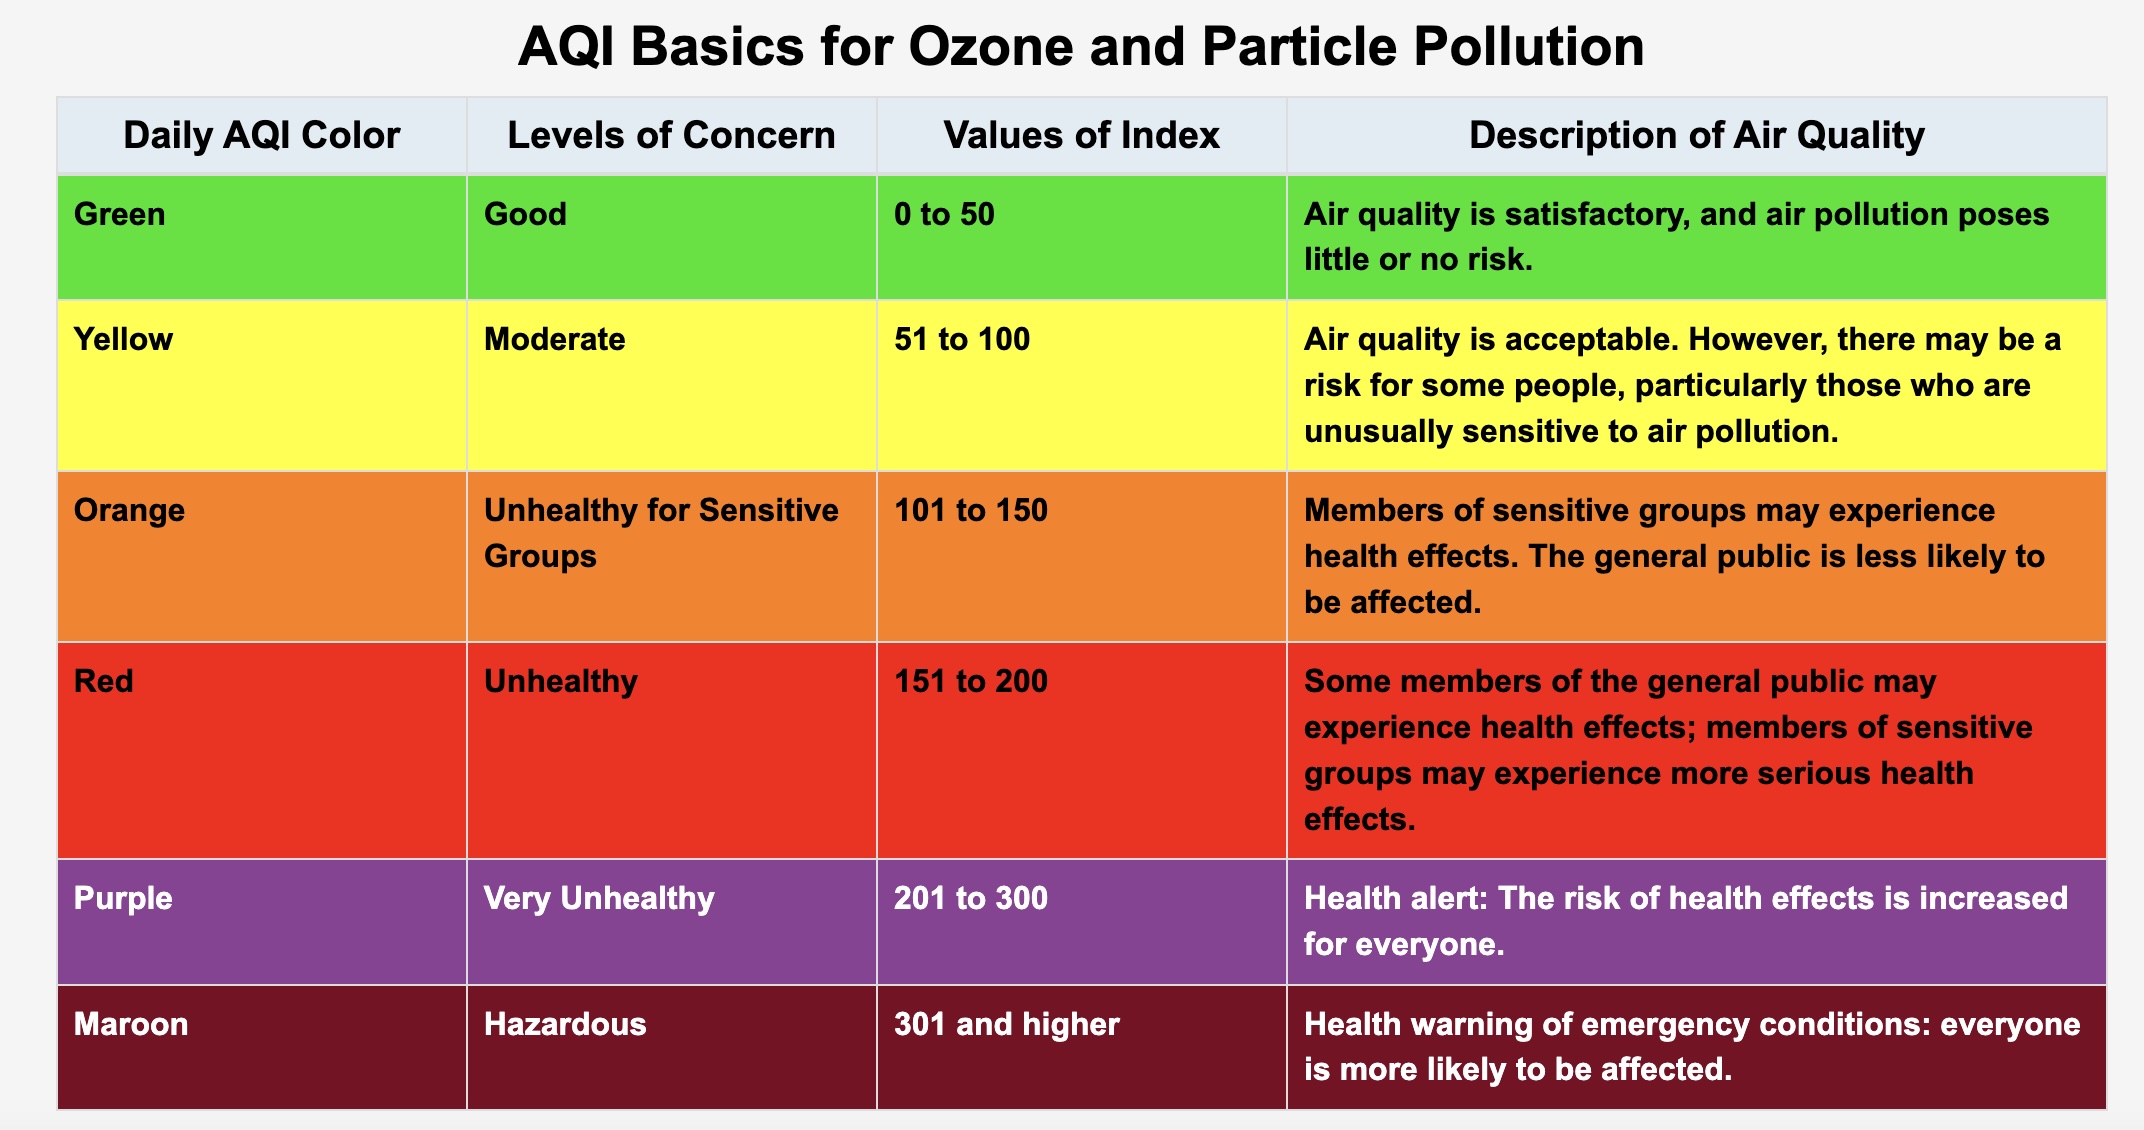 AQI Basics for Ozone and Particle Pollution
Daily AQI Color
Levels of Concern
Values of Index
Description of Air Quality
Green
Good
0 to 50
Air quality is satisfactory, and air pollution poses
little or no risk.
Yellow
Moderate
51 to 100
Air quality is acceptable. However, there may be a
risk for some people, particularly those who are
unusually sensitive to air pollution.
Orange
Unhealthy for Sensitive
Groups
101 to 150
Members of sensitive groups may experience
health effects. The general public is less likely to
be affected.
Red
Unhealthy
151 to 200
Some members of the general public may
experience health effects; members of sensitive
groups may experience more serious health
effects.
Purple
Very Unhealthy
201 to 300
Health alert: The risk of health effects is increased
for everyone.
Maroon
Hazardous
301 and higher
Health warning of emergency conditions: everyone
is more likely to be affected.